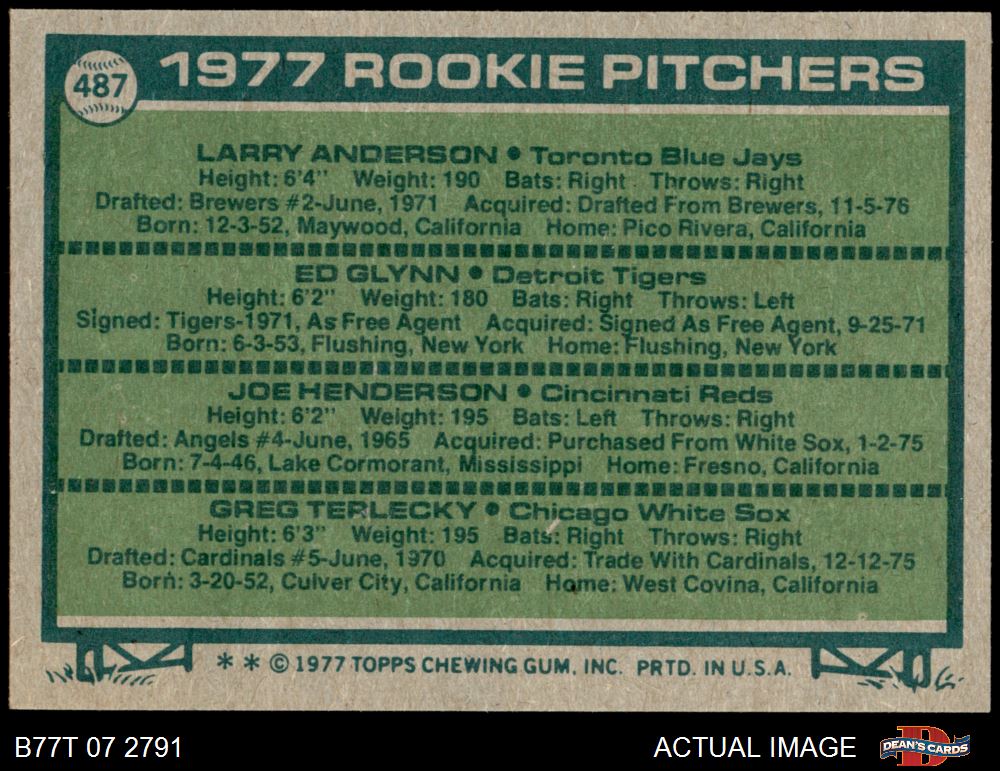 487 1977 ROOKIE PITCHERS
LARRY ANDERSON • Toronto Blue Jays
Height: 6'4" Weight: 190 Bats: Right Throws: Right
Drafted: Brewers #2-June, 1971 Acquired: Drafted From Brewers, 11-5-76
Born: 12-3-52, Maywood, California Home: Pico Rivera, California
ED GLYNN • Detroit Tigers
Height: 6'2" Weight: 180 Bats: Right Throws: Left
Signed: Tigers-1971, As Free Agent Acquired: Signed As Free Agent, 9-25-71
Born: 6-3-53, Flushing, New York Home: Flushing, New York
JOE HENDERSON • Cincinnati Reds
Height: 6'2" Weight: 195 Bats: Left Throws: Right
Drafted: Angels #4-June, 1965 Acquired: Purchased From White Sox, 1-2-75
Born: 7-4-46, Lake Cormorant, Mississippi Home: Fresno, California
GREG TERLECKY • Chicago White Sox
Height: 6'3" Weight: 195 Bats: Right Throws: Right
Drafted: Cardinals #5-June, 1970 Acquired: Trade With Cardinals, 12-12-75
Born: 3-20-52, Culver City, California Home: West Covina, California
* * © 1977 TOPPS CHEWING GUM, INC. PRTD. IN U.S.A.
B77T 07 2791 ACTUAL IMAGE DEAN'S CARDS